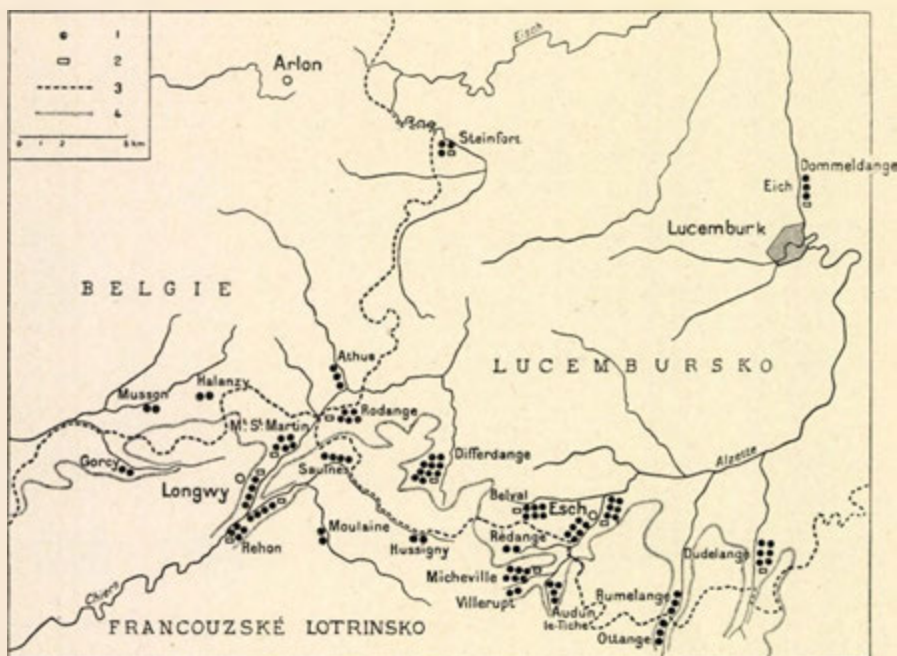 1
2
3
4
0 1 2 6 km
Arlon
Eisch
Steinfort
Dommeldange
Eich
Lucemburk
BELGIE
Athus
LUCEMBURSKO
Halanzy
Musson
Rodange
Mt St Martin
Differdange
Alzette
Gorcy
Saulnes
Longwy
Belval
Esch
Rédange
Moulaine
Hussigny
Dudelange
Rehon
Micheville
Villerupt
Audun
le-Tiche
Rumelange
Chiers
Ottange
FRANCOUZSKÉ LOTRINSKO